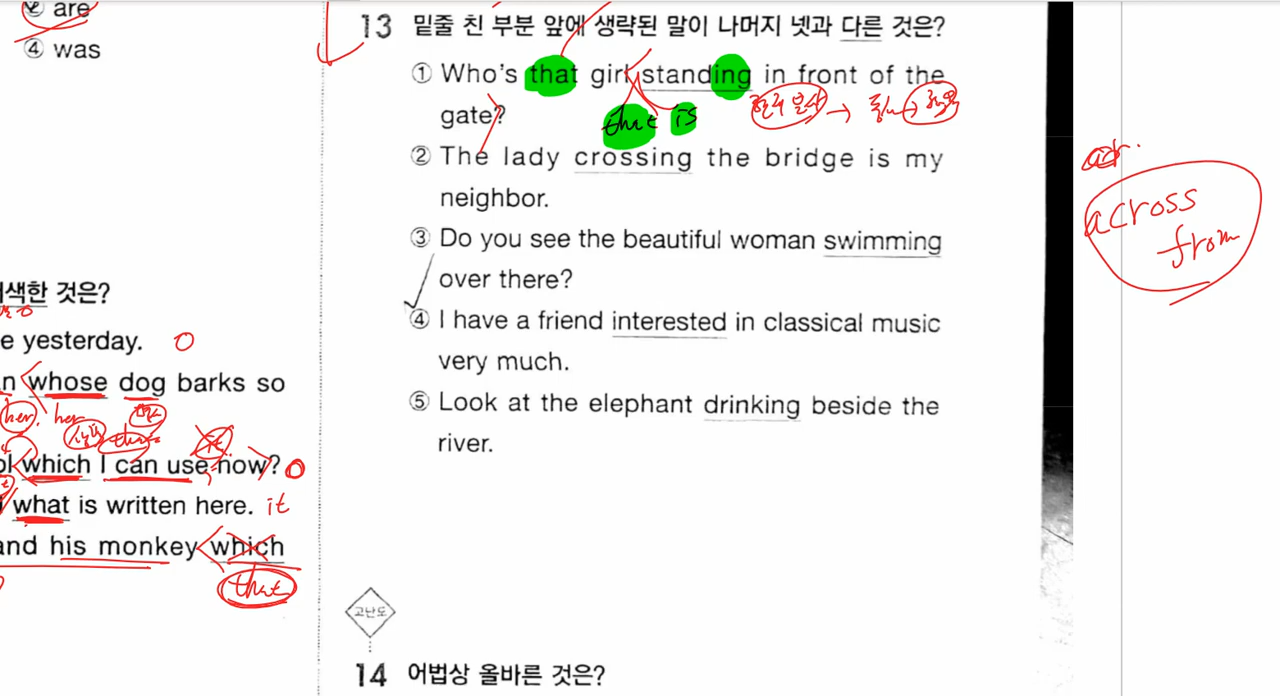 ② are
④ was
색한 것은?
e yesterday. O
n whose dog barks so
her, her
that
which I can use now? O
what is written here. it
and his monkey which
that
13 밑줄 친 부분 앞에 생략된 말이 나머지 넷과 다른 것은?
① Who's that girl standing in front of the
gate?
that is
② The lady crossing the bridge is my
neighbor.
③ Do you see the beautiful woman swimming
over there?
④ I have a friend interested in classical music
very much.
⑤ Look at the elephant drinking beside the
river.
고난도
14 어법상 올바른 것은?
across
from